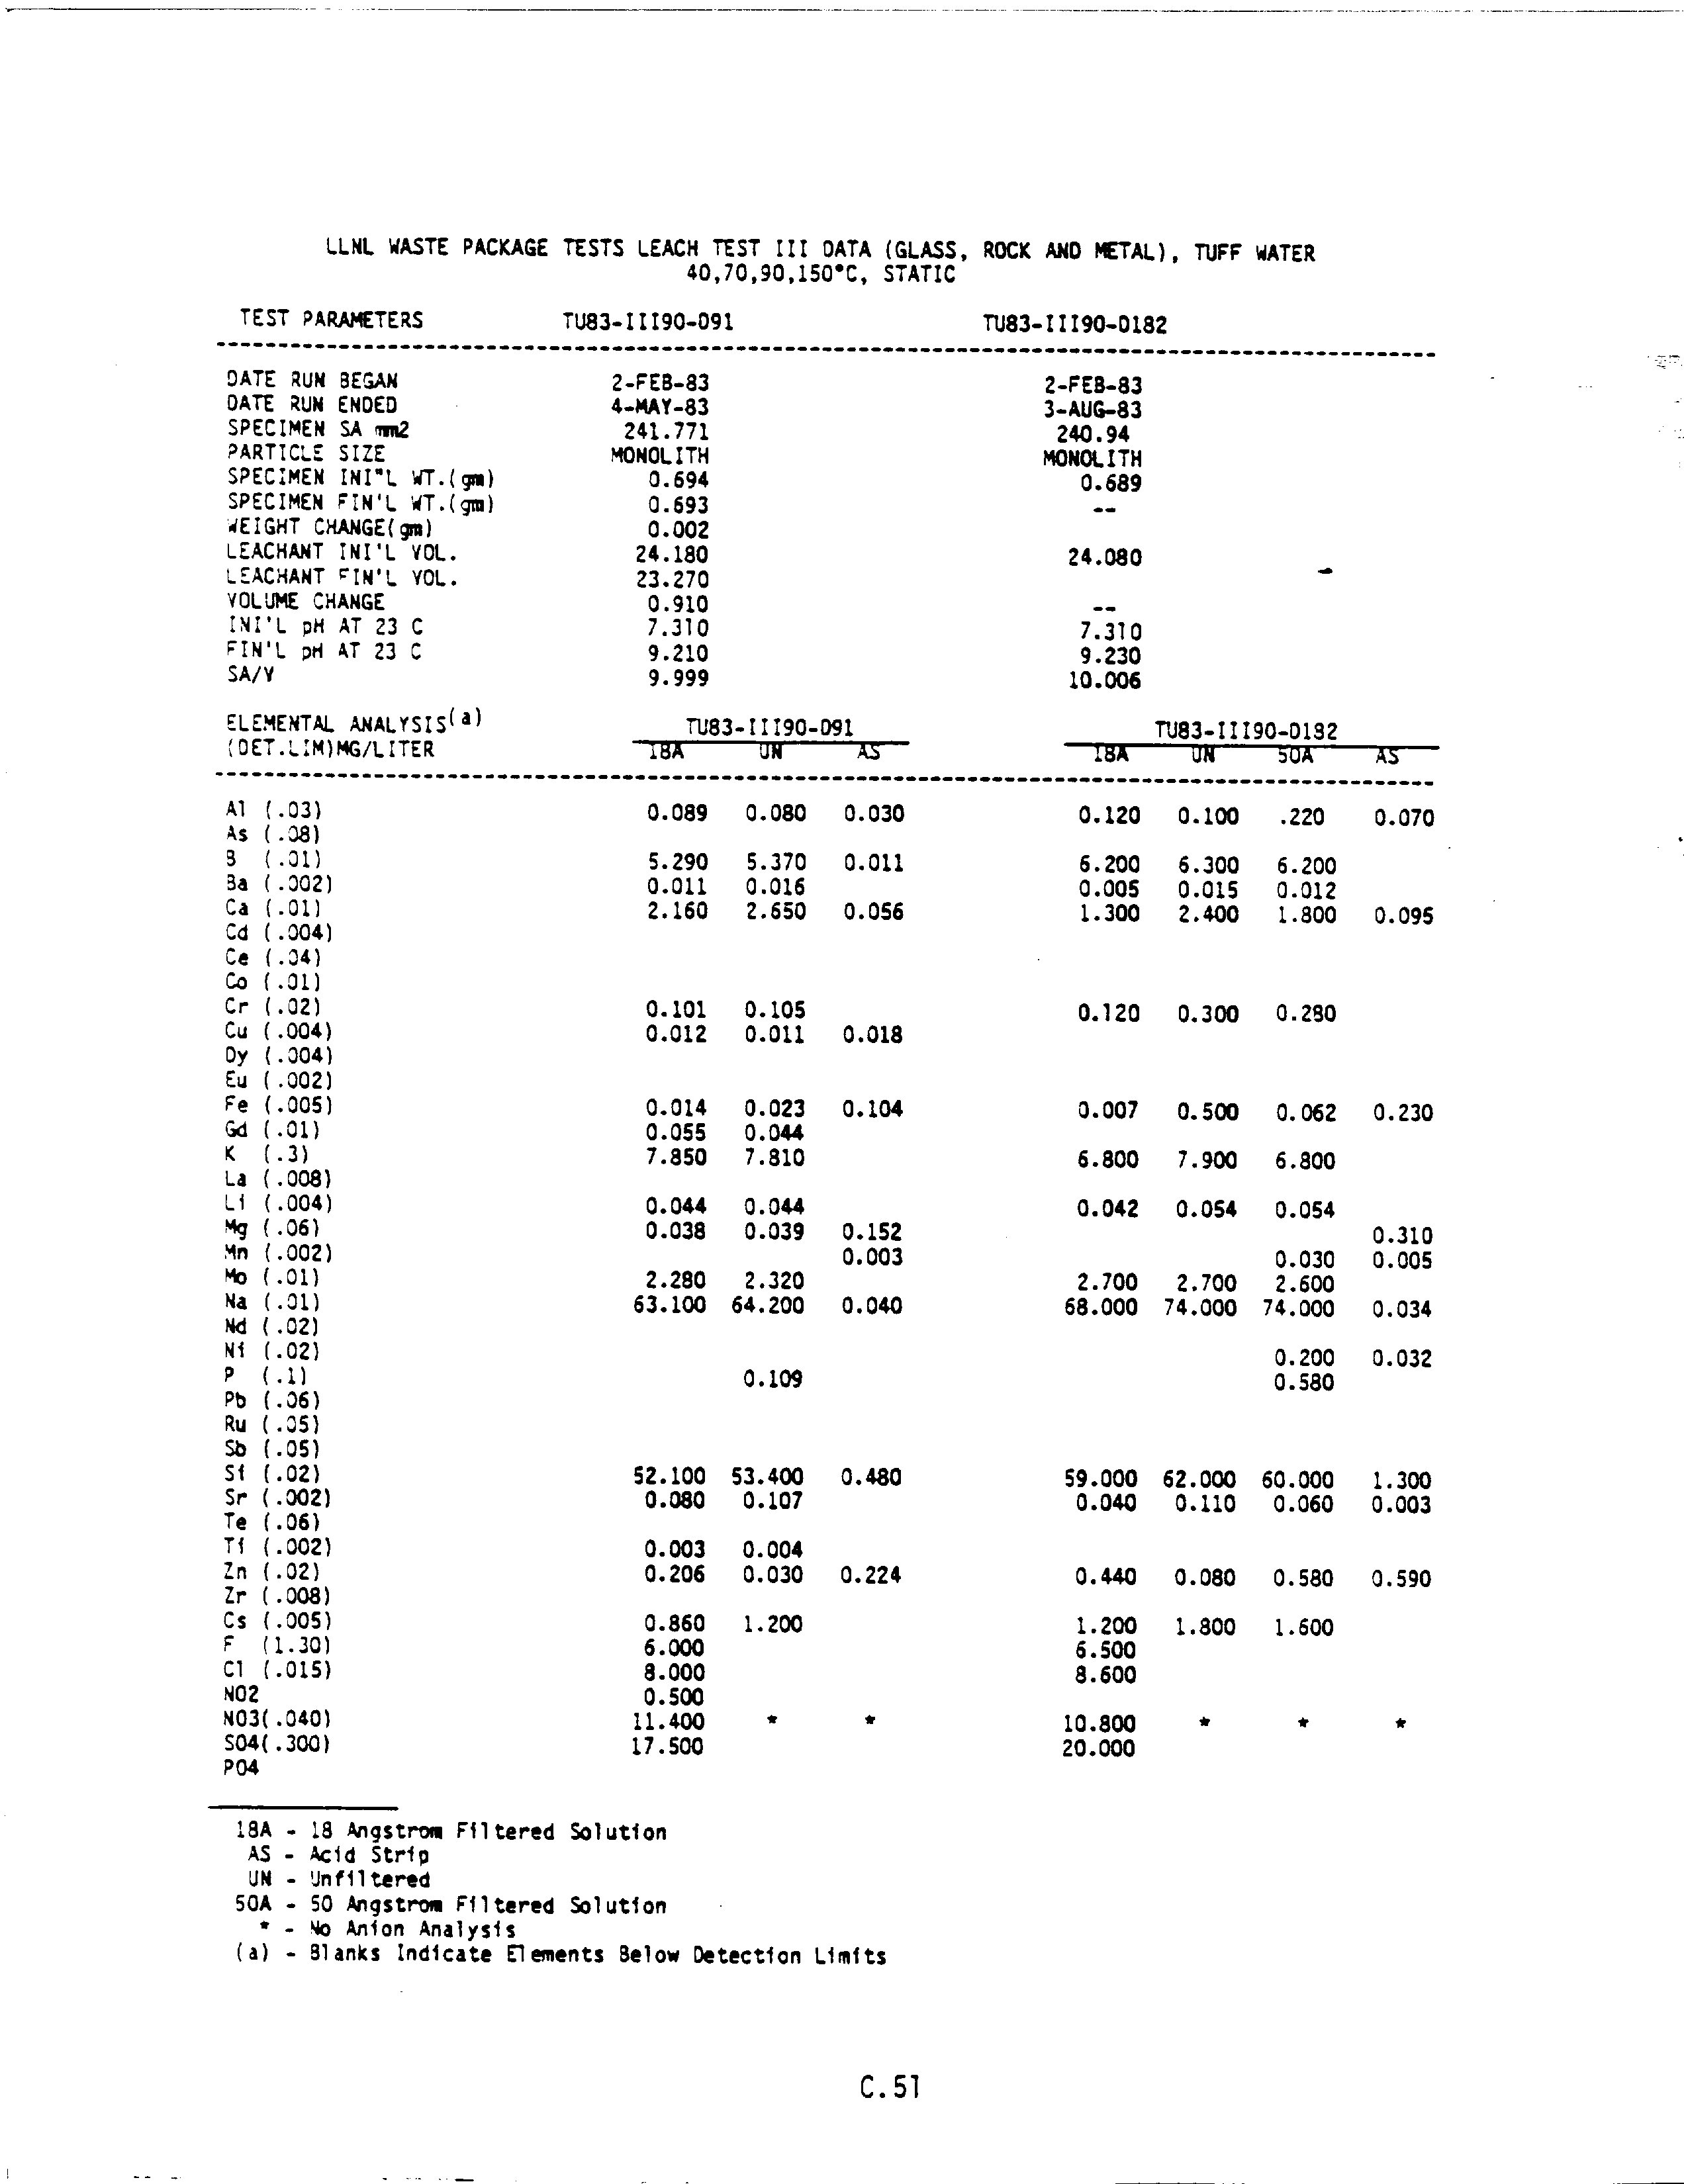 LLNL WASTE PACKAGE TESTS LEACH TEST III DATA (GLASS, ROCK AND METAL), TUFF WATER
40,70,90,150°C, STATIC
TEST PARAMETERS TU83-III90-D91 TU83-III90-D182
DATE RUN BEGAN 2-FEB-83 2-FEB-83
DATE RUN ENDED 4-MAY-83 3-AUG-83
SPECIMEN SA mm2 241.771 240.94
PARTICLE SIZE MONOLITH MONOLITH
SPECIMEN INI"L WT.(gm) 0.694 0.689
SPECIMEN FIN'L WT.(gm) 0.693 --
WEIGHT CHANGE(gm) 0.002
LEACHANT INI'L VOL. 24.180 24.080
LEACHANT FIN'L VOL. 23.270
VOLUME CHANGE 0.910 --
INI'L pH AT 23 C 7.310 7.310
FIN'L pH AT 23 C 9.210 9.230
SA/V 9.999 10.006
ELEMENTAL ANALYSIS(a) TU83-III90-D91 TU83-III90-D182
(DET.LIM)MG/LITER 18A UN AS 18A UN 50A AS
Al (.03) 0.089 0.080 0.030 0.120 0.100 .220 0.070
As (.08)
B (.01) 5.290 5.370 0.011 6.200 6.300 6.200
Ba (.002) 0.011 0.016 0.005 0.015 0.012
Ca (.01) 2.160 2.650 0.056 1.300 2.400 1.800 0.095
Cd (.004)
Ce (.04)
Co (.01)
Cr (.02) 0.101 0.105 0.120 0.300 0.280
Cu (.004) 0.012 0.011 0.018
Dy (.004)
Eu (.002)
Fe (.005) 0.014 0.023 0.104 0.007 0.500 0.062 0.230
Gd (.01) 0.055 0.044
K (.3) 7.850 7.810 6.800 7.900 6.800
La (.008)
Li (.004) 0.044 0.044 0.042 0.054 0.054
Mg (.06) 0.038 0.039 0.152 0.310
Mn (.002) 0.003 0.030 0.005
Mo (.01) 2.280 2.320 2.700 2.700 2.600
Na (.01) 63.100 64.200 0.040 68.000 74.000 74.000 0.034
Nd (.02)
Ni (.02) 0.200 0.032
P (.1) 0.109 0.580
Pb (.06)
Ru (.05)
Sb (.05)
Si (.02) 52.100 53.400 0.480 59.000 62.000 60.000 1.300
Sr (.002) 0.080 0.107 0.040 0.110 0.060 0.003
Te (.06)
Ti (.002) 0.003 0.004
Zn (.02) 0.206 0.030 0.224 0.440 0.080 0.580 0.590
Zr (.008)
Cs (.005) 0.860 1.200 1.200 1.800 1.600
F (1.30) 6.000 6.500
Cl (.015) 8.000 8.600
NO2 0.500
NO3(.040) 11.400 * * 10.800 * * *
SO4(.300) 17.500 20.000
PO4
18A - 18 Angstrom Filtered Solution
AS - Acid Strip
UN - Unfiltered
50A - 50 Angstrom Filtered Solution
* - No Anion Analysis
(a) - Blanks Indicate Elements Below Detection Limits
C.51